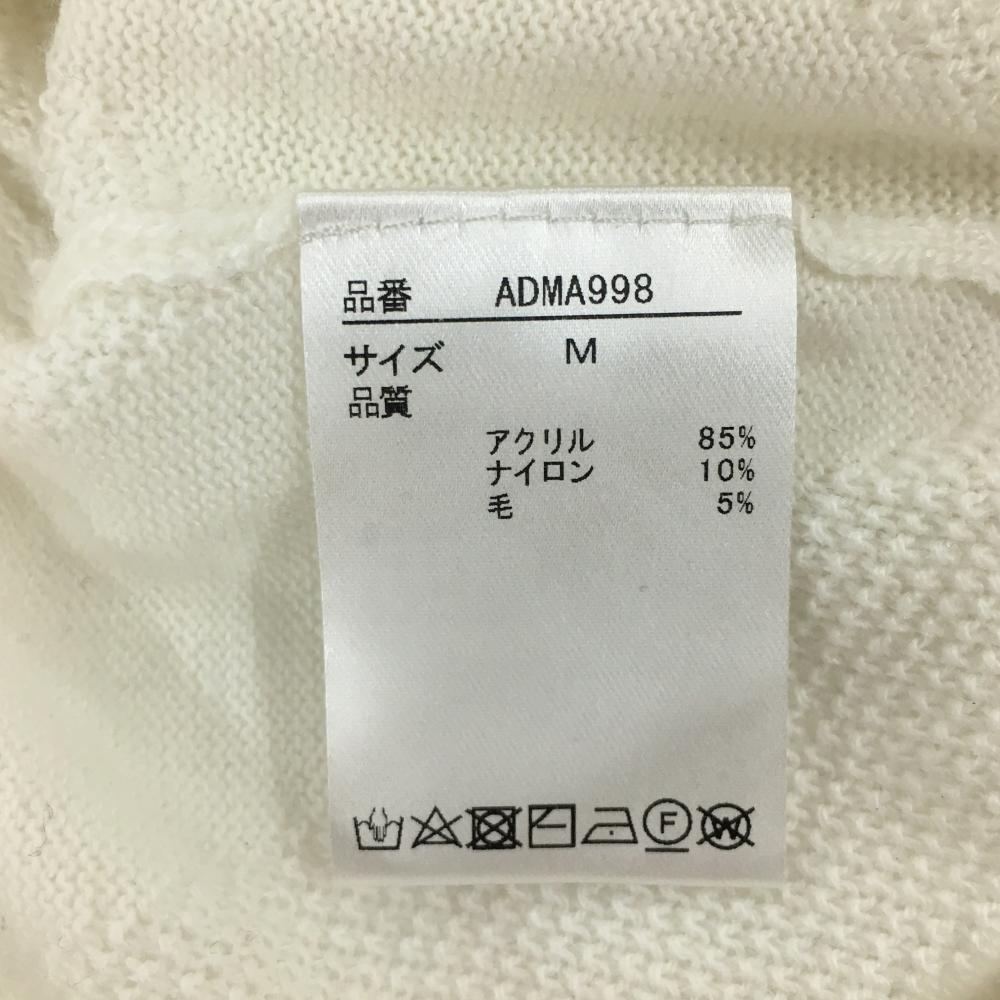 品番 ADMA998
サイズ M
品質
アクリル 85%
ナイロン 10%
毛 5%
F W